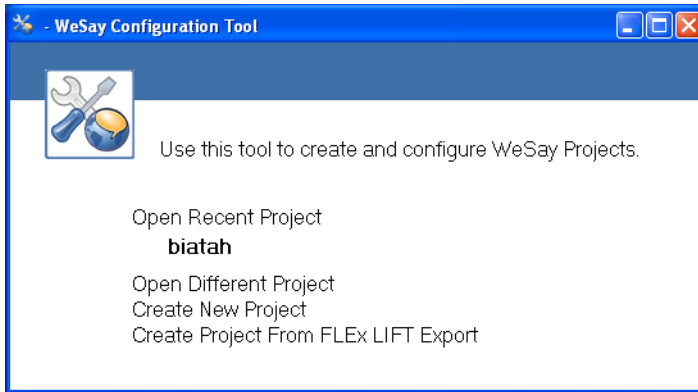 - WeSay Configuration Tool
Use this tool to create and configure WeSay Projects.
Open Recent Project
biatah
Open Different Project
Create New Project
Create Project From FLEx LIFT Export